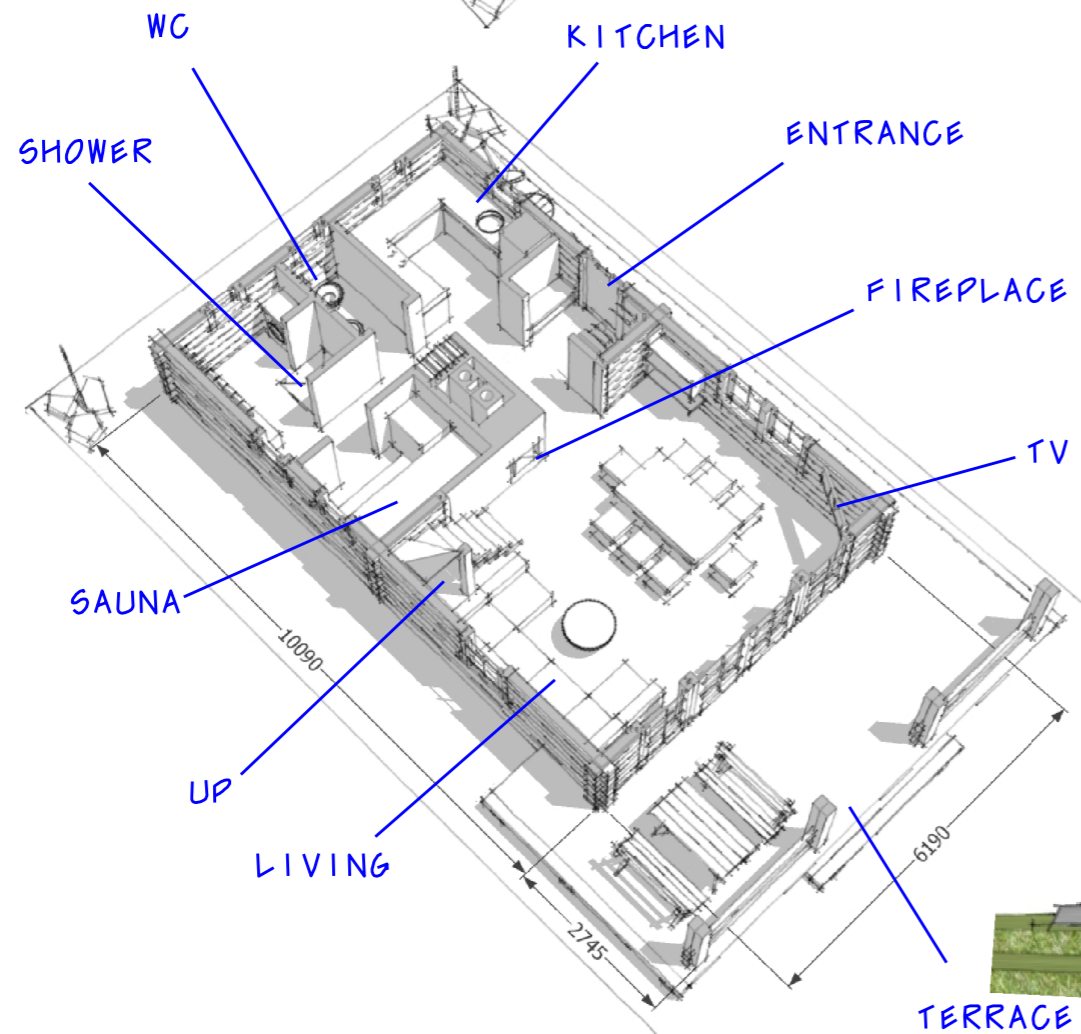 WC
KITCHEN
ENTRANCE
SHOWER
FIREPLACE
TV
SAUNA
10090
UP
LIVING
6190
2745
TERRACE